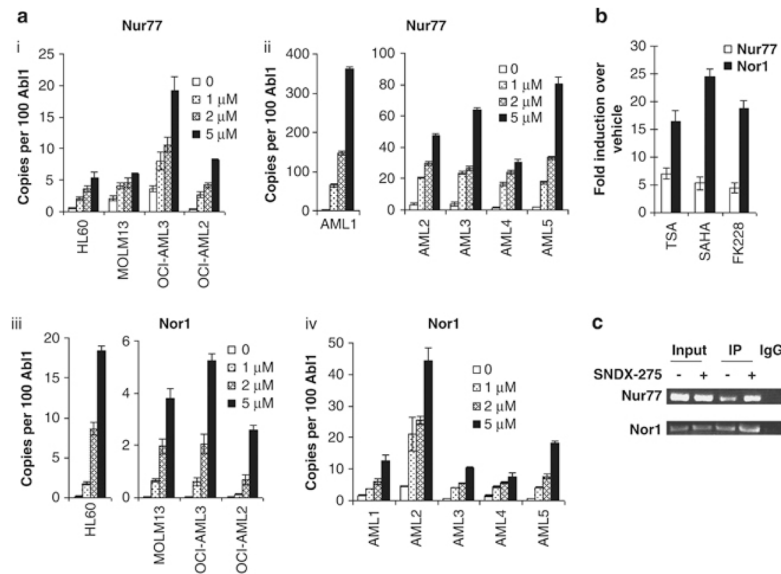 a
Nur77
i
Copies per 100 Abl1
25
20
15
10
5
0
0
1 µM
2 µM
5 µM
HL60
MOLM13
OCI-AML3
OCI-AML2
Nur77
ii
400
300
200
100
0
AML1
100
80
60
40
20
0
0
1 µM
2 µM
5 µM
AML2
AML3
AML4
AML5
b
Fold induction over
vehicle
30
25
20
15
10
5
0
Nur77
Nor1
TSA
SAHA
FK228
iii
Nor1
Copies per 100 Abl1
20
15
10
5
0
HL60
6
4
2
0
0
1 µM
2 µM
5 µM
MOLM13
OCI-AML3
OCI-AML2
iv
Nor1
Copies per 100 Abl1
50
40
30
20
10
0
0
1 µM
2 µM
5 µM
AML1
AML2
AML3
AML4
AML5
c
Input IP IgG
SNDX-275 - + - +
Nur77
Nor1